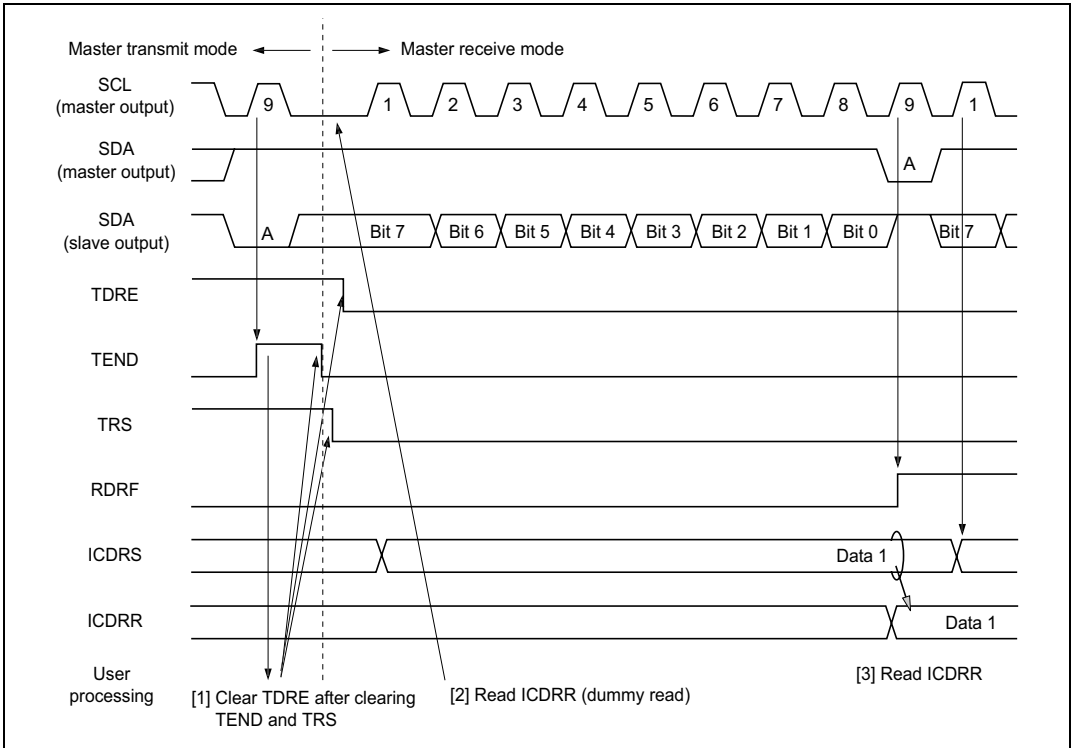 Master transmit mode
Master receive mode
SCL
(master output)
9
1
2
3
4
5
6
7
8
9
1
SDA
(master output)
A
SDA
(slave output)
A
Bit 7
Bit 6
Bit 5
Bit 4
Bit 3
Bit 2
Bit 1
Bit 0
Bit 7
TDRE
TEND
TRS
RDRF
ICDRS
Data 1
ICDRR
Data 1
User
processing
[1] Clear TDRE after clearing
TEND and TRS
[2] Read ICDRR (dummy read)
[3] Read ICDRR